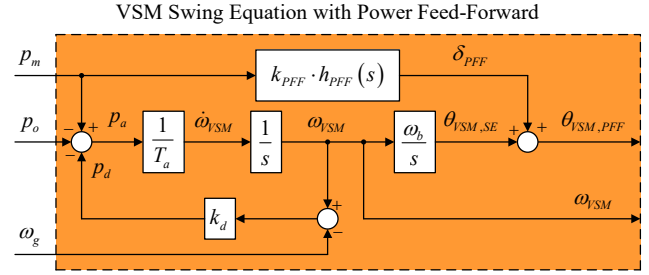 VSM Swing Equation with Power Feed-Forward
p_m
k_PFF · h_PFF (s)
δ_PFF
p_o
− + −
p_a
1/T_a
ω̇_VSM
1/s
ω_VSM
ω_b/s
θ_VSM,SE
+ +
θ_VSM,PFF
p_d
k_d
+ −
ω_VSM
ω_g